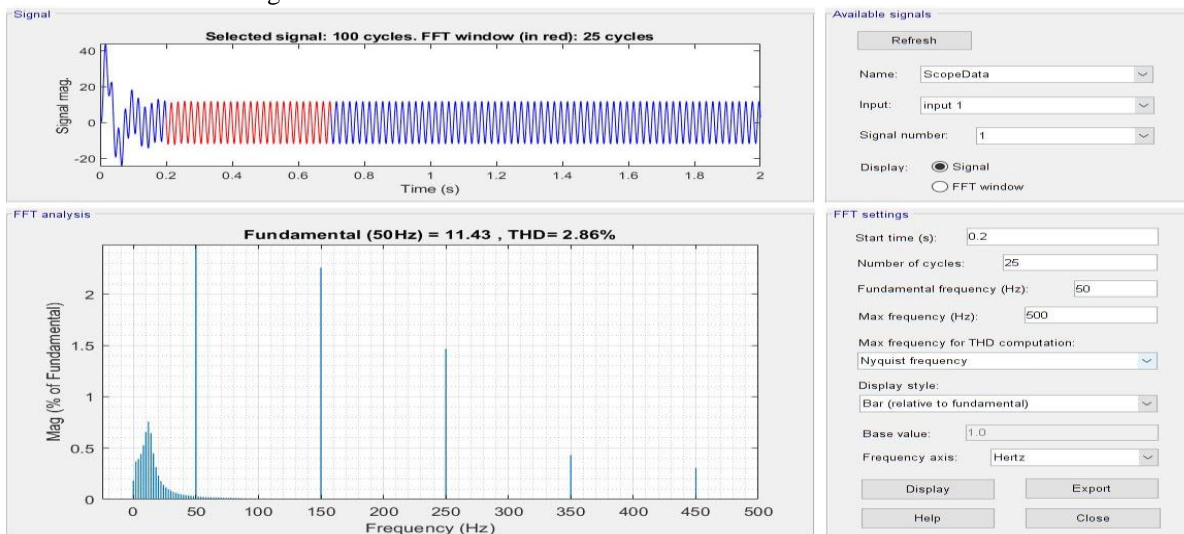 Signal
Selected signal: 100 cycles. FFT window (in red): 25 cycles
40
20
0
-20
Signal mag.
0 0.2 0.4 0.6 0.8 1 1.2 1.4 1.6 1.8 2
Time (s)
Available signals
Refresh
Name: ScopeData
Input: input 1
Signal number: 1
Display: Signal
FFT window
FFT analysis
Fundamental (50Hz) = 11.43 , THD= 2.86%
2
1.5
1
0.5
0
Mag (% of Fundamental)
0 50 100 150 200 250 300 350 400 450 500
Frequency (Hz)
FFT settings
Start time (s): 0.2
Number of cycles: 25
Fundamental frequency (Hz): 50
Max frequency (Hz): 500
Max frequency for THD computation:
Nyquist frequency
Display style:
Bar (relative to fundamental)
Base value: 1.0
Frequency axis: Hertz
Display Export
Help Close